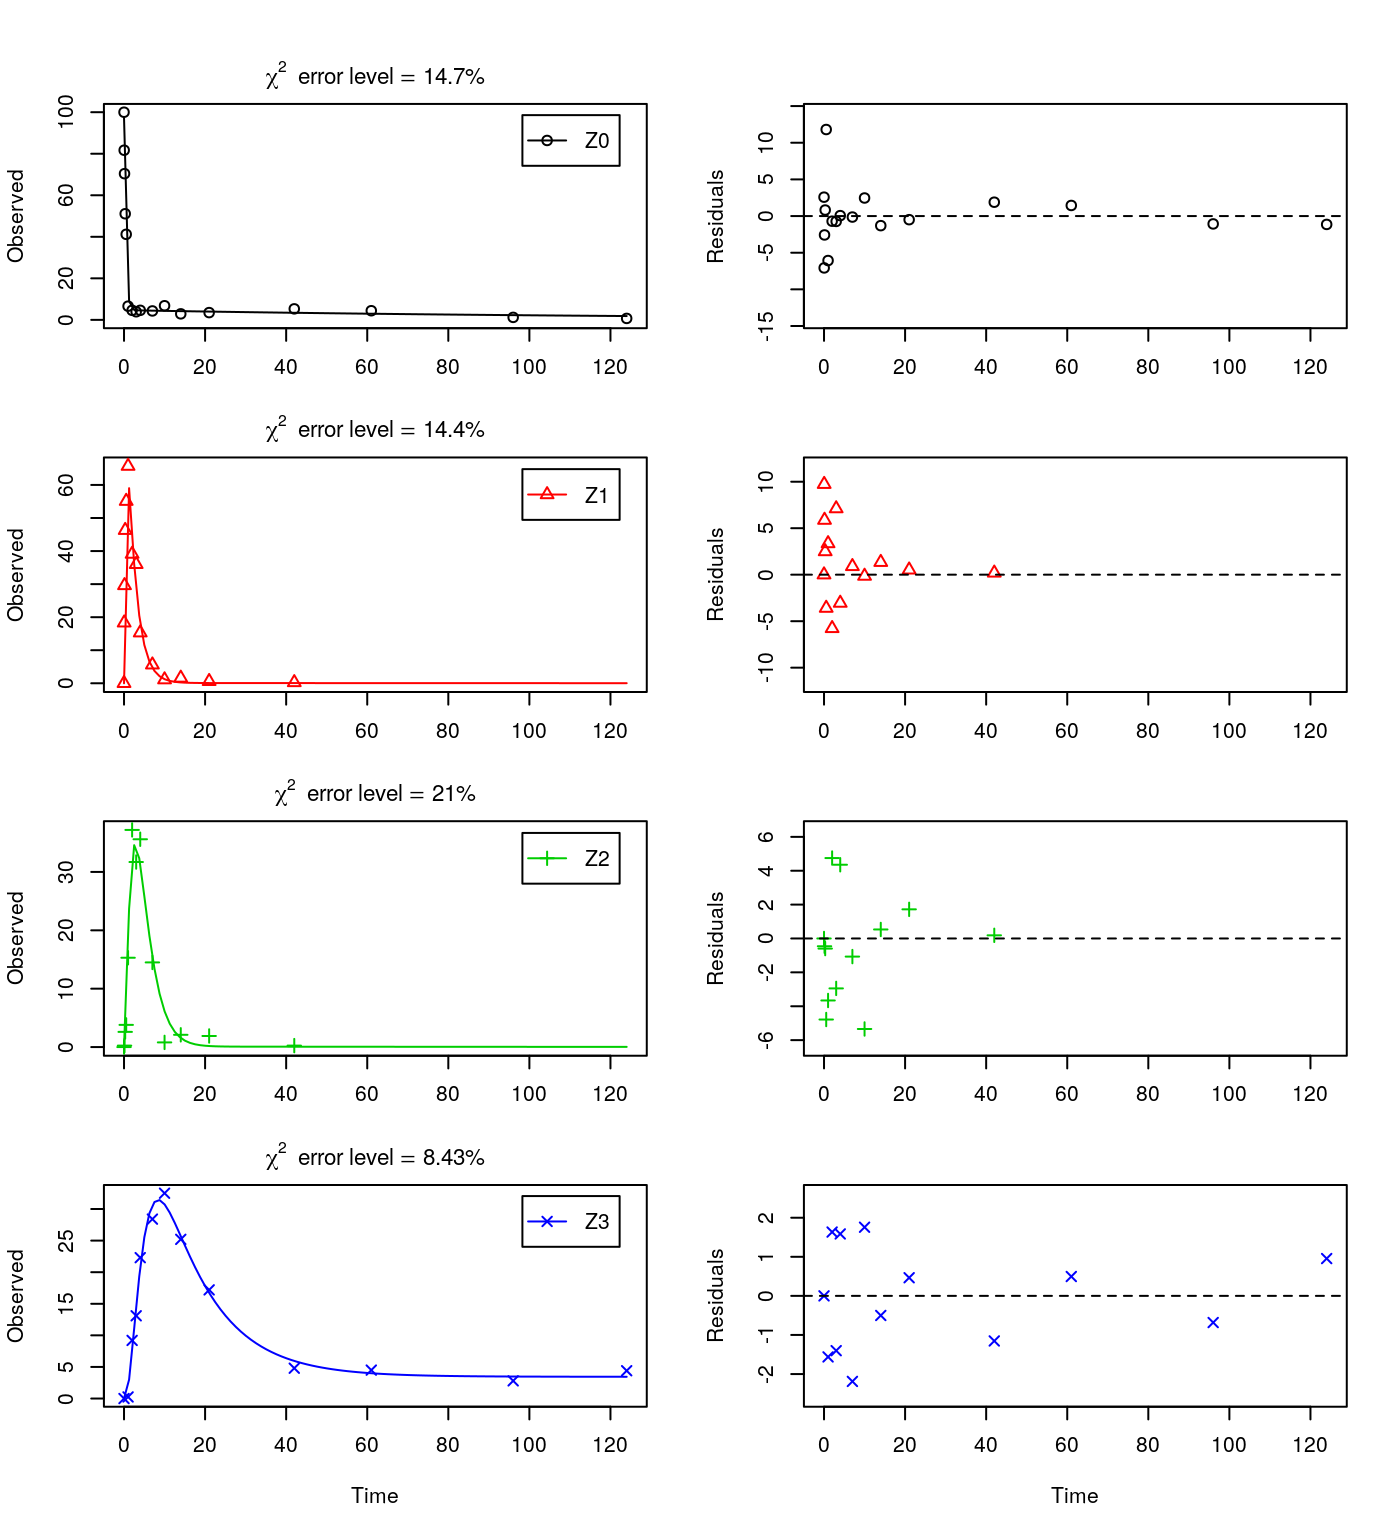 χ2 error level = 14.7%
Observed
0 20 60 100
Z0
0 20 40 60 80 100 120
Residuals
-15 -5 0 5 10
0 20 40 60 80 100 120
χ2 error level = 14.4%
Observed
0 20 40 60
Z1
0 20 40 60 80 100 120
Residuals
-10 -5 0 5 10
0 20 40 60 80 100 120
χ2 error level = 21%
Observed
0 10 20 30
Z2
0 20 40 60 80 100 120
Residuals
-6 -2 0 2 4 6
0 20 40 60 80 100 120
χ2 error level = 8.43%
Observed
0 5 15 25
Z3
0 20 40 60 80 100 120
Time
Residuals
-2 -1 0 1 2
0 20 40 60 80 100 120
Time